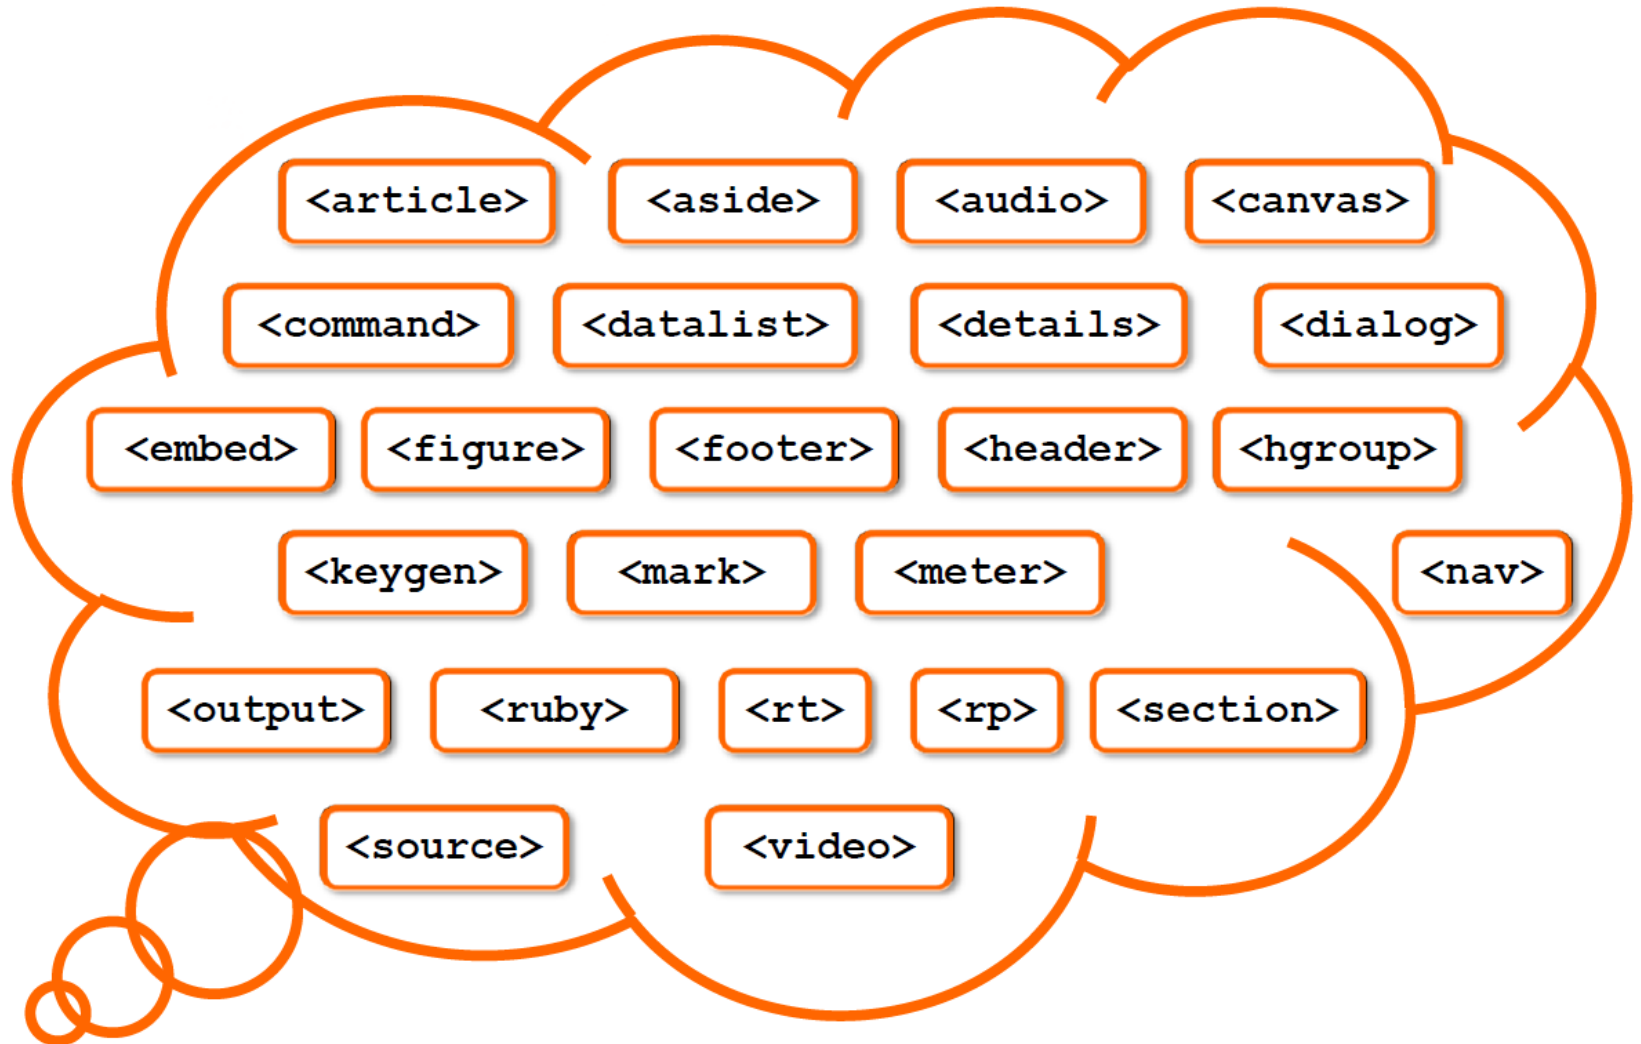 <article> <aside> <audio> <canvas>
<command> <datalist> <details> <dialog>
<embed> <figure> <footer> <header> <hgroup>
<keygen> <mark> <meter> <nav>
<output> <ruby> <rt> <rp> <section>
<source> <video>